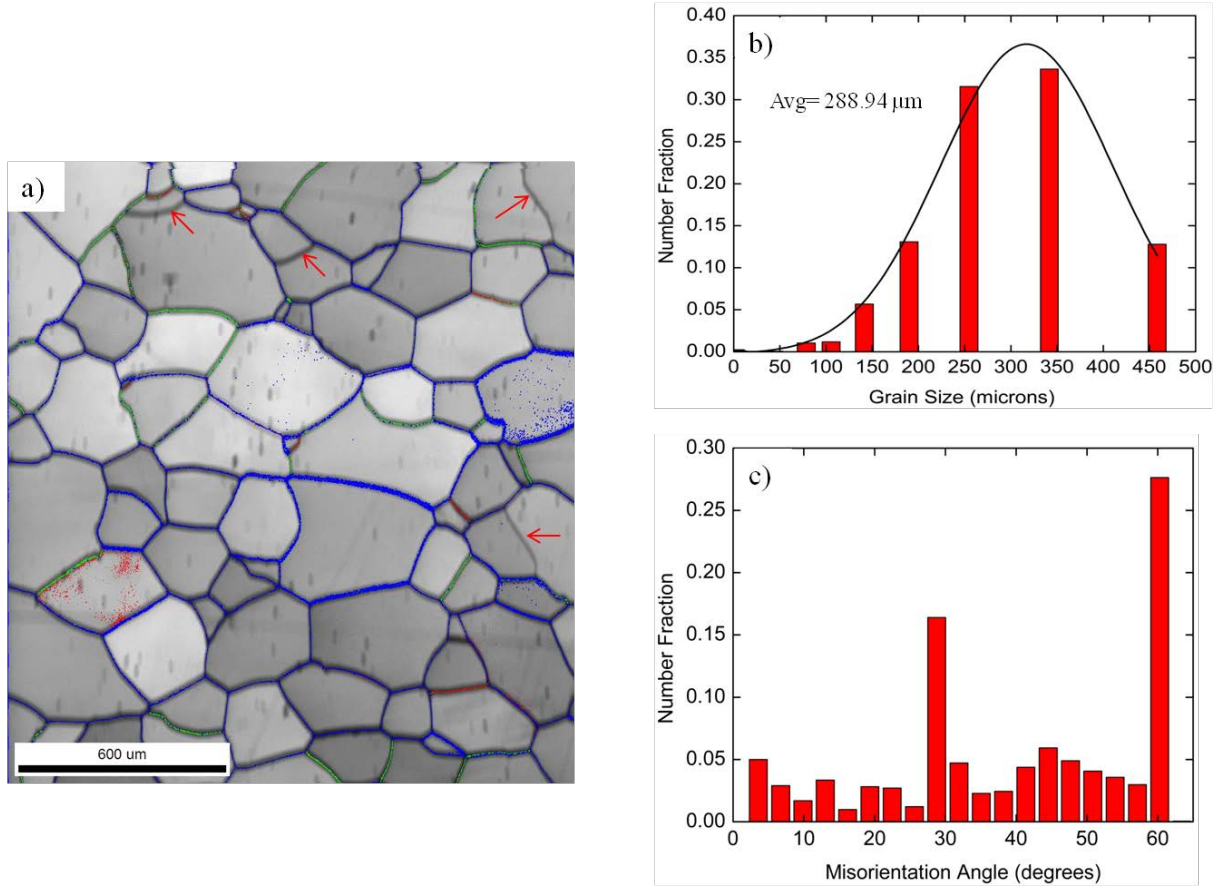 a)
600 um
b)
Avg= 288.94 μm
0.40
0.35
0.30
0.25
0.20
0.15
0.10
0.05
0.00
Number Fraction
0 50 100 150 200 250 300 350 400 450 500
Grain Size (microns)
c)
0.30
0.25
0.20
0.15
0.10
0.05
0.00
Number Fraction
0 10 20 30 40 50 60
Misorientation Angle (degrees)